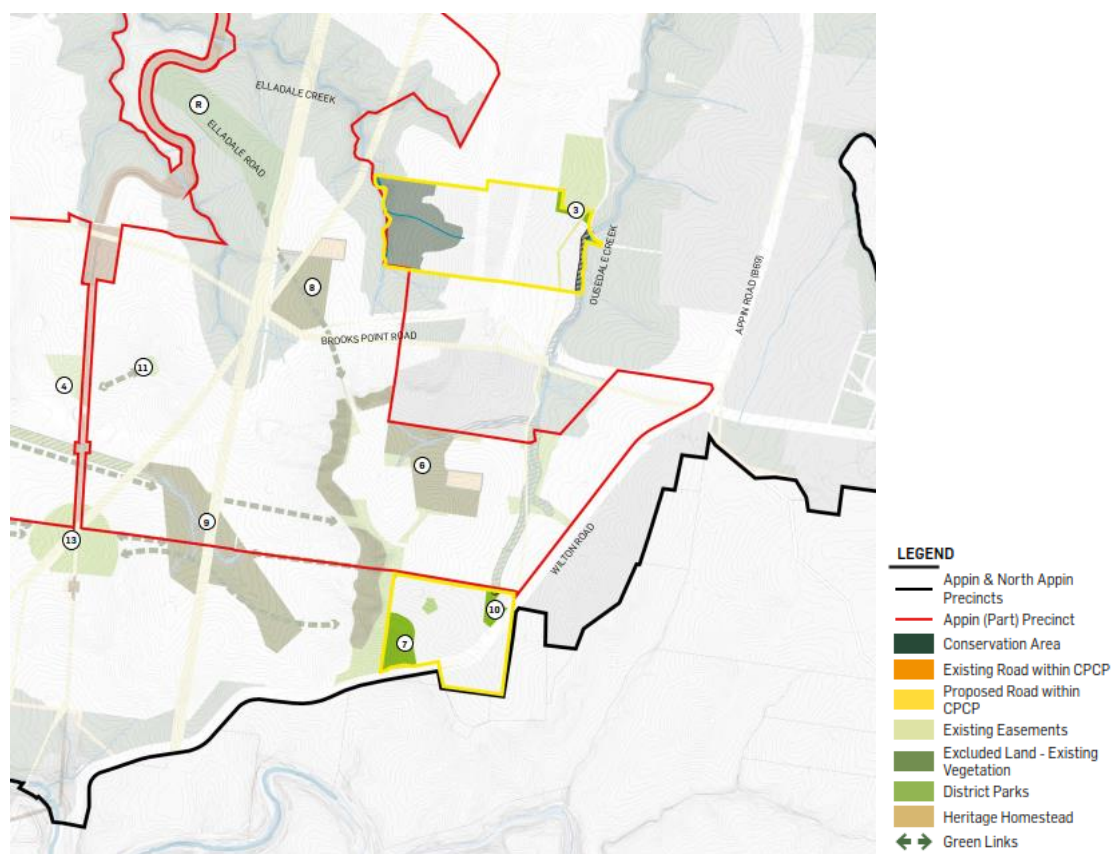 ELLADALE CREEK
R
ELLADALE ROAD
3
OUSEDALE CREEK
APPIN ROAD (B69)
8
BROOKS POINT ROAD
11
4
6
9
13
WILTON ROAD
10
7
LEGEND
Appin & North Appin
Precincts
Appin (Part) Precinct
Conservation Area
Existing Road within CPCP
Proposed Road within
CPCP
Existing Easements
Excluded Land - Existing
Vegetation
District Parks
Heritage Homestead
Green Links